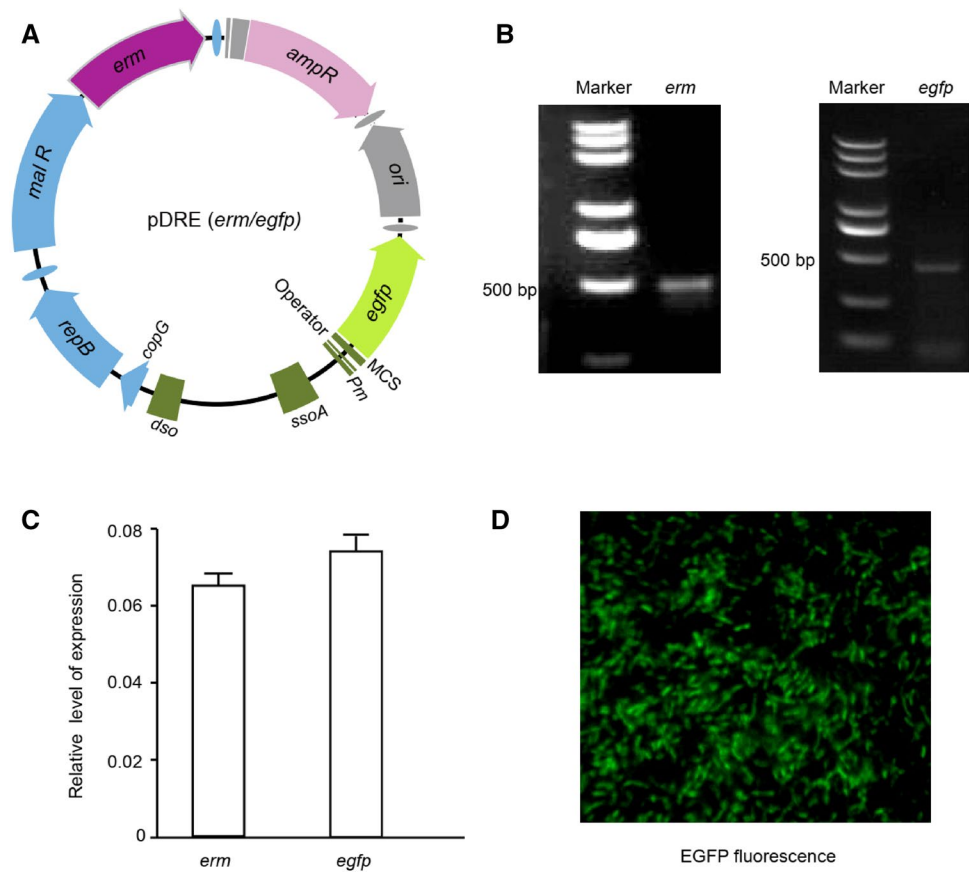 A
erm
ampR
mal R
ori
pDRE (erm/egfp)
egfp
Operator
MCS
Pm
repB
copG
dso
ssoA
B
Marker erm
500 bp
Marker egfp
500 bp
C
Relative level of expression
0.08
0.06
0.04
0.02
0
erm egfp
D
EGFP fluorescence